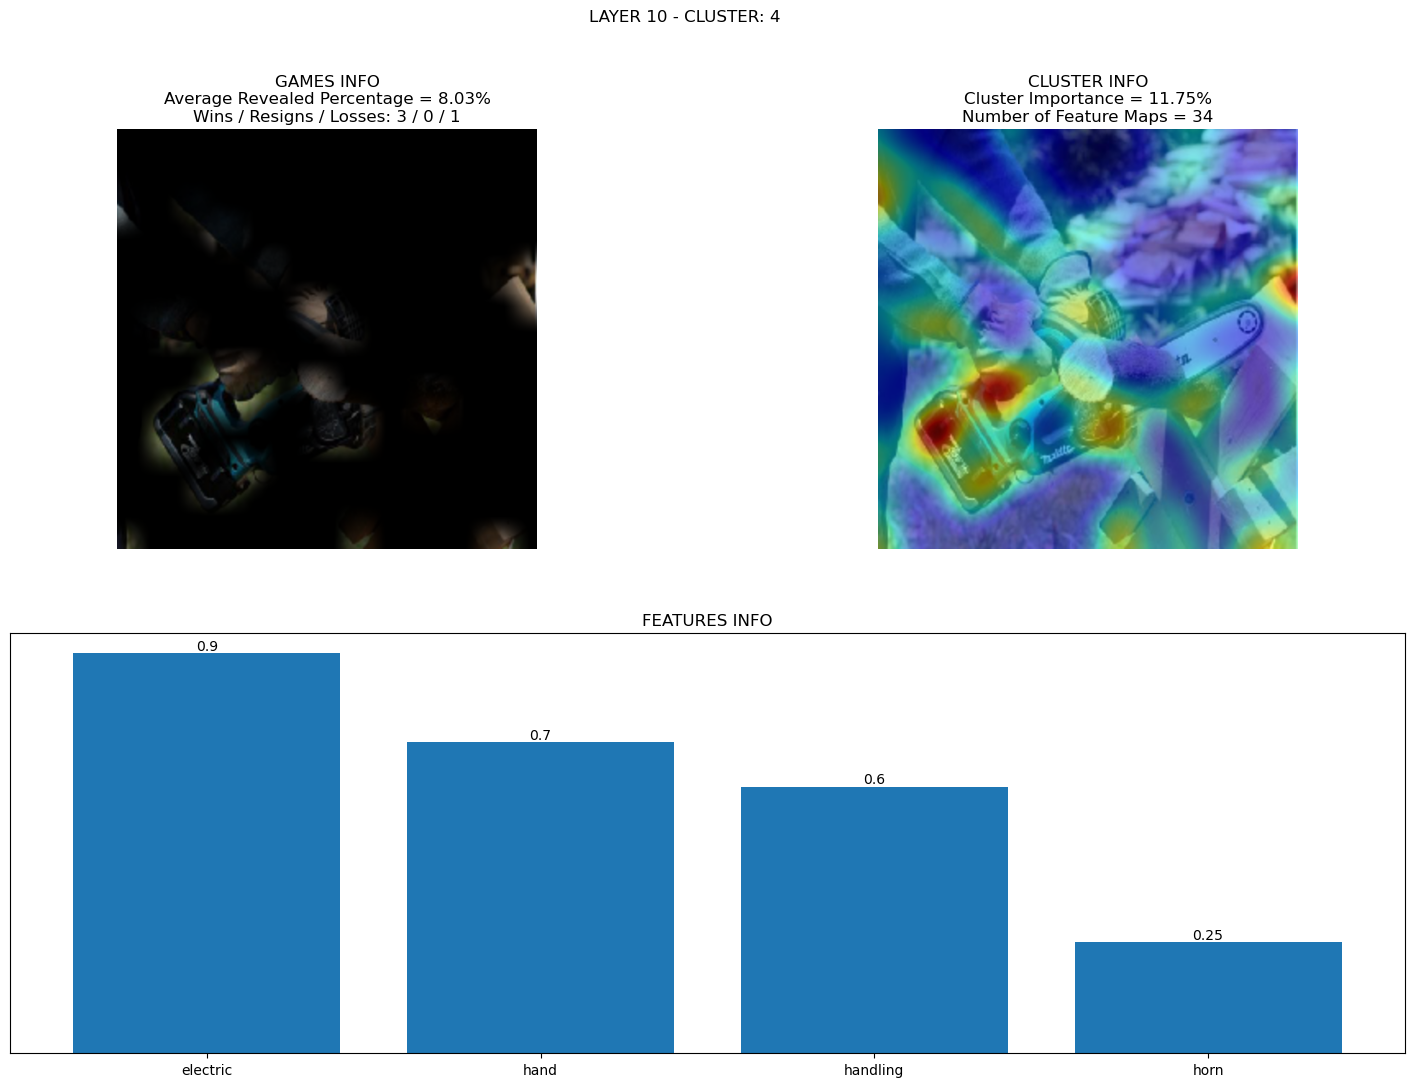 LAYER 10 - CLUSTER: 4
GAMES INFO
Average Revealed Percentage = 8.03%
Wins / Resigns / Losses: 3 / 0 / 1
CLUSTER INFO
Cluster Importance = 11.75%
Number of Feature Maps = 34
FEATURES INFO
0.9
0.7
0.6
0.25
electric
hand
handling
horn